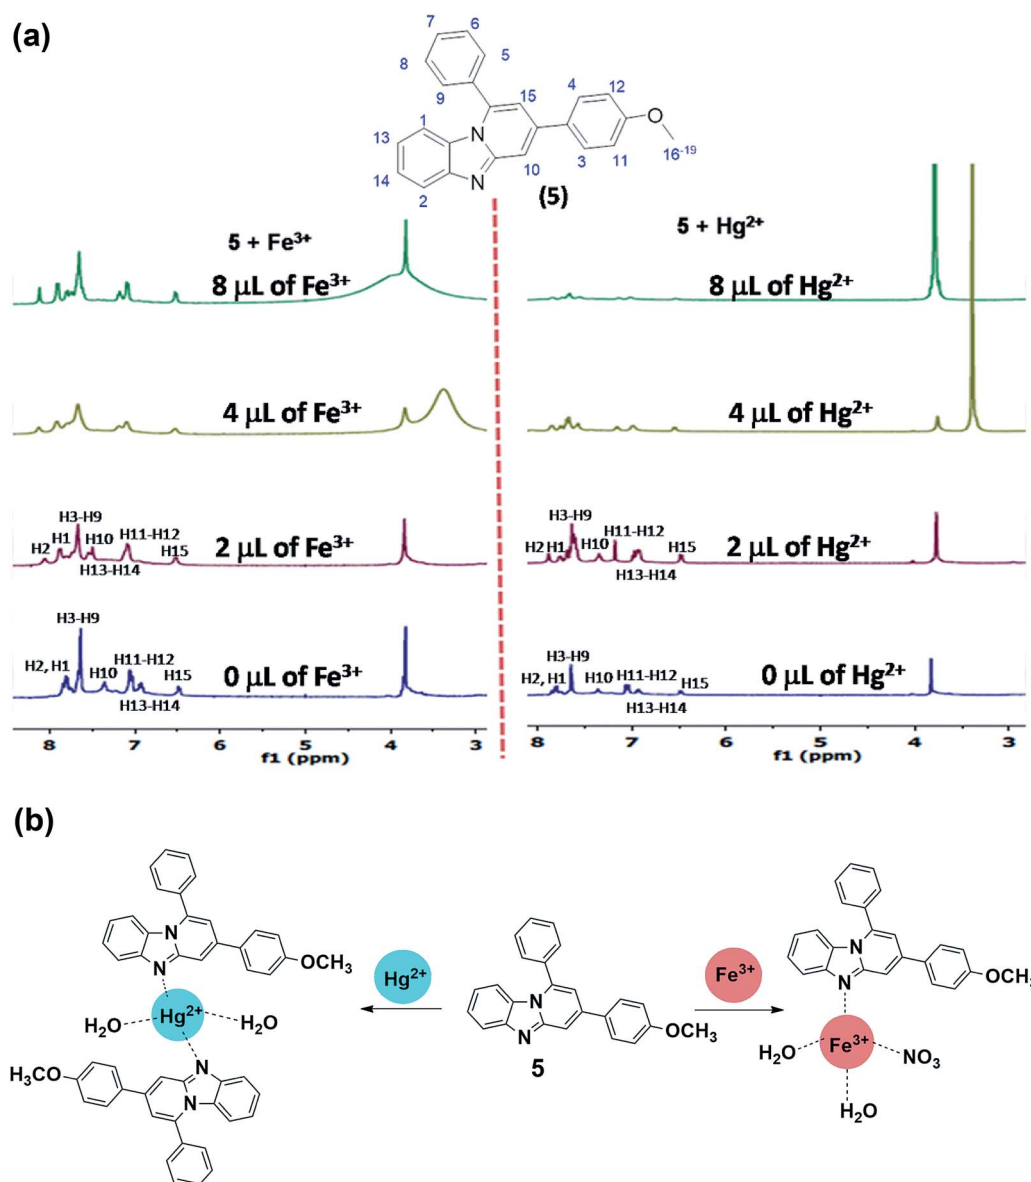 (a)
7
6
8
5
9
15
4
12
1
N
O
13
16-19
10
3
11
14
N
2
(5)
5 + Fe³⁺
5 + Hg²⁺
8 µL of Fe³⁺
8 µL of Hg²⁺
4 µL of Fe³⁺
4 µL of Hg²⁺
H3-H9
H2
H1
H10
H11-H12
H15
H13-H14
2 µL of Fe³⁺
H3-H9
H2
H1
H10
H11-H12
H15
H13-H14
2 µL of Hg²⁺
H3-H9
H2, H1
H10
H11-H12
H15
H13-H14
0 µL of Fe³⁺
H3-H9
H2, H1
H10
H11-H12
H15
H13-H14
0 µL of Hg²⁺
8 7 6 5 4 3
f1 (ppm)
8 7 6 5 4 3
f1 (ppm)
(b)
N
N
OCH₃
Hg²⁺
H₂O
H₂O
H₃CO
N
N
Hg²⁺
N
N
OCH₃
5
Fe³⁺
N
N
OCH₃
Fe³⁺
H₂O
NO₃
H₂O